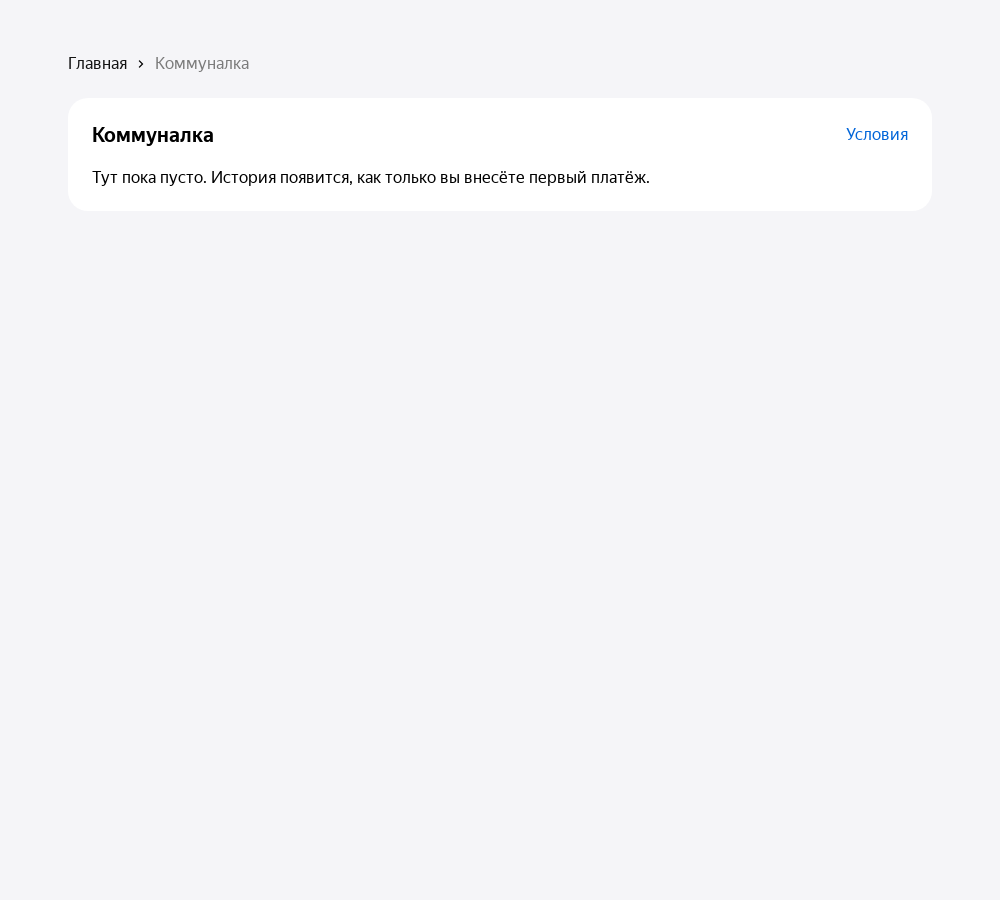 Главная › Коммуналка
Коммуналка
Условия
Тут пока пусто. История появится, как только вы внесёте первый платёж.